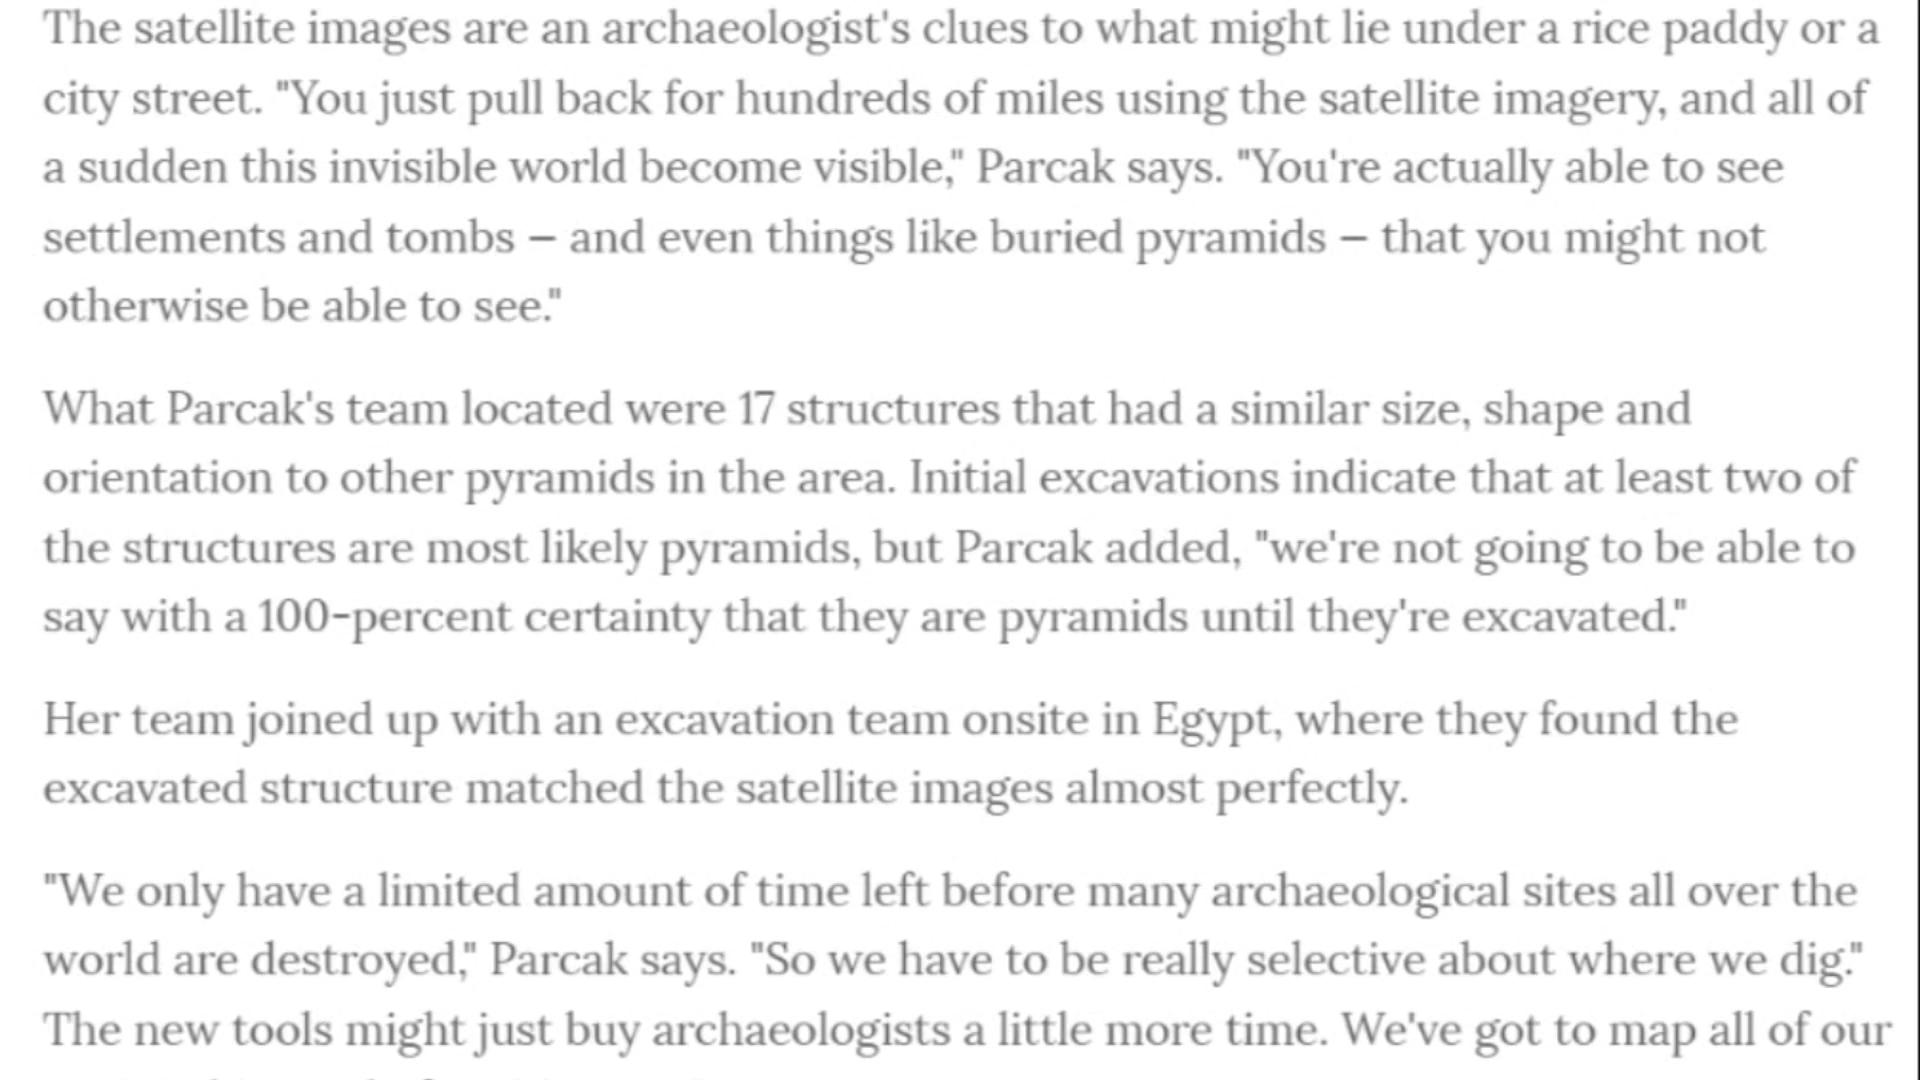 The satellite images are an archaeologist's clues to what might lie under a rice paddy or a
city street. "You just pull back for hundreds of miles using the satellite imagery, and all of
a sudden this invisible world become visible," Parcak says. "You're actually able to see
settlements and tombs – and even things like buried pyramids – that you might not
otherwise be able to see."
What Parcak's team located were 17 structures that had a similar size, shape and
orientation to other pyramids in the area. Initial excavations indicate that at least two of
the structures are most likely pyramids, but Parcak added, "we're not going to be able to
say with a 100-percent certainty that they are pyramids until they're excavated."
Her team joined up with an excavation team onsite in Egypt, where they found the
excavated structure matched the satellite images almost perfectly.
"We only have a limited amount of time left before many archaeological sites all over the
world are destroyed," Parcak says. "So we have to be really selective about where we dig."
The new tools might just buy archaeologists a little more time. We've got to map all of our